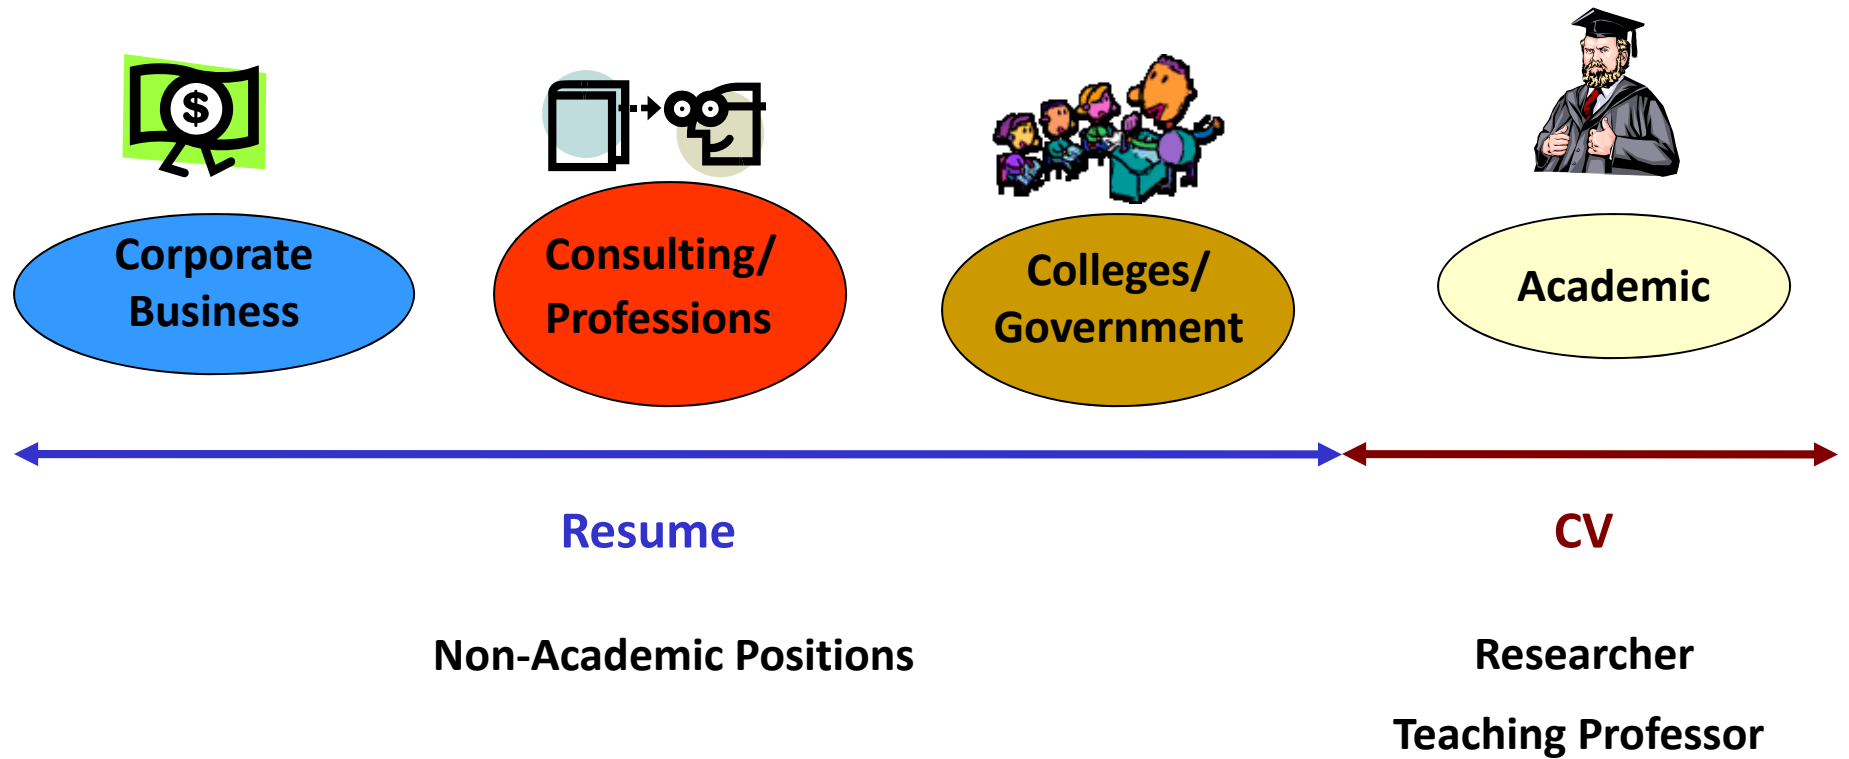 $
Corporate
Business
Consulting/
Professions
Colleges/
Government
Academic
Resume
CV
Non-Academic Positions
Researcher
Teaching Professor